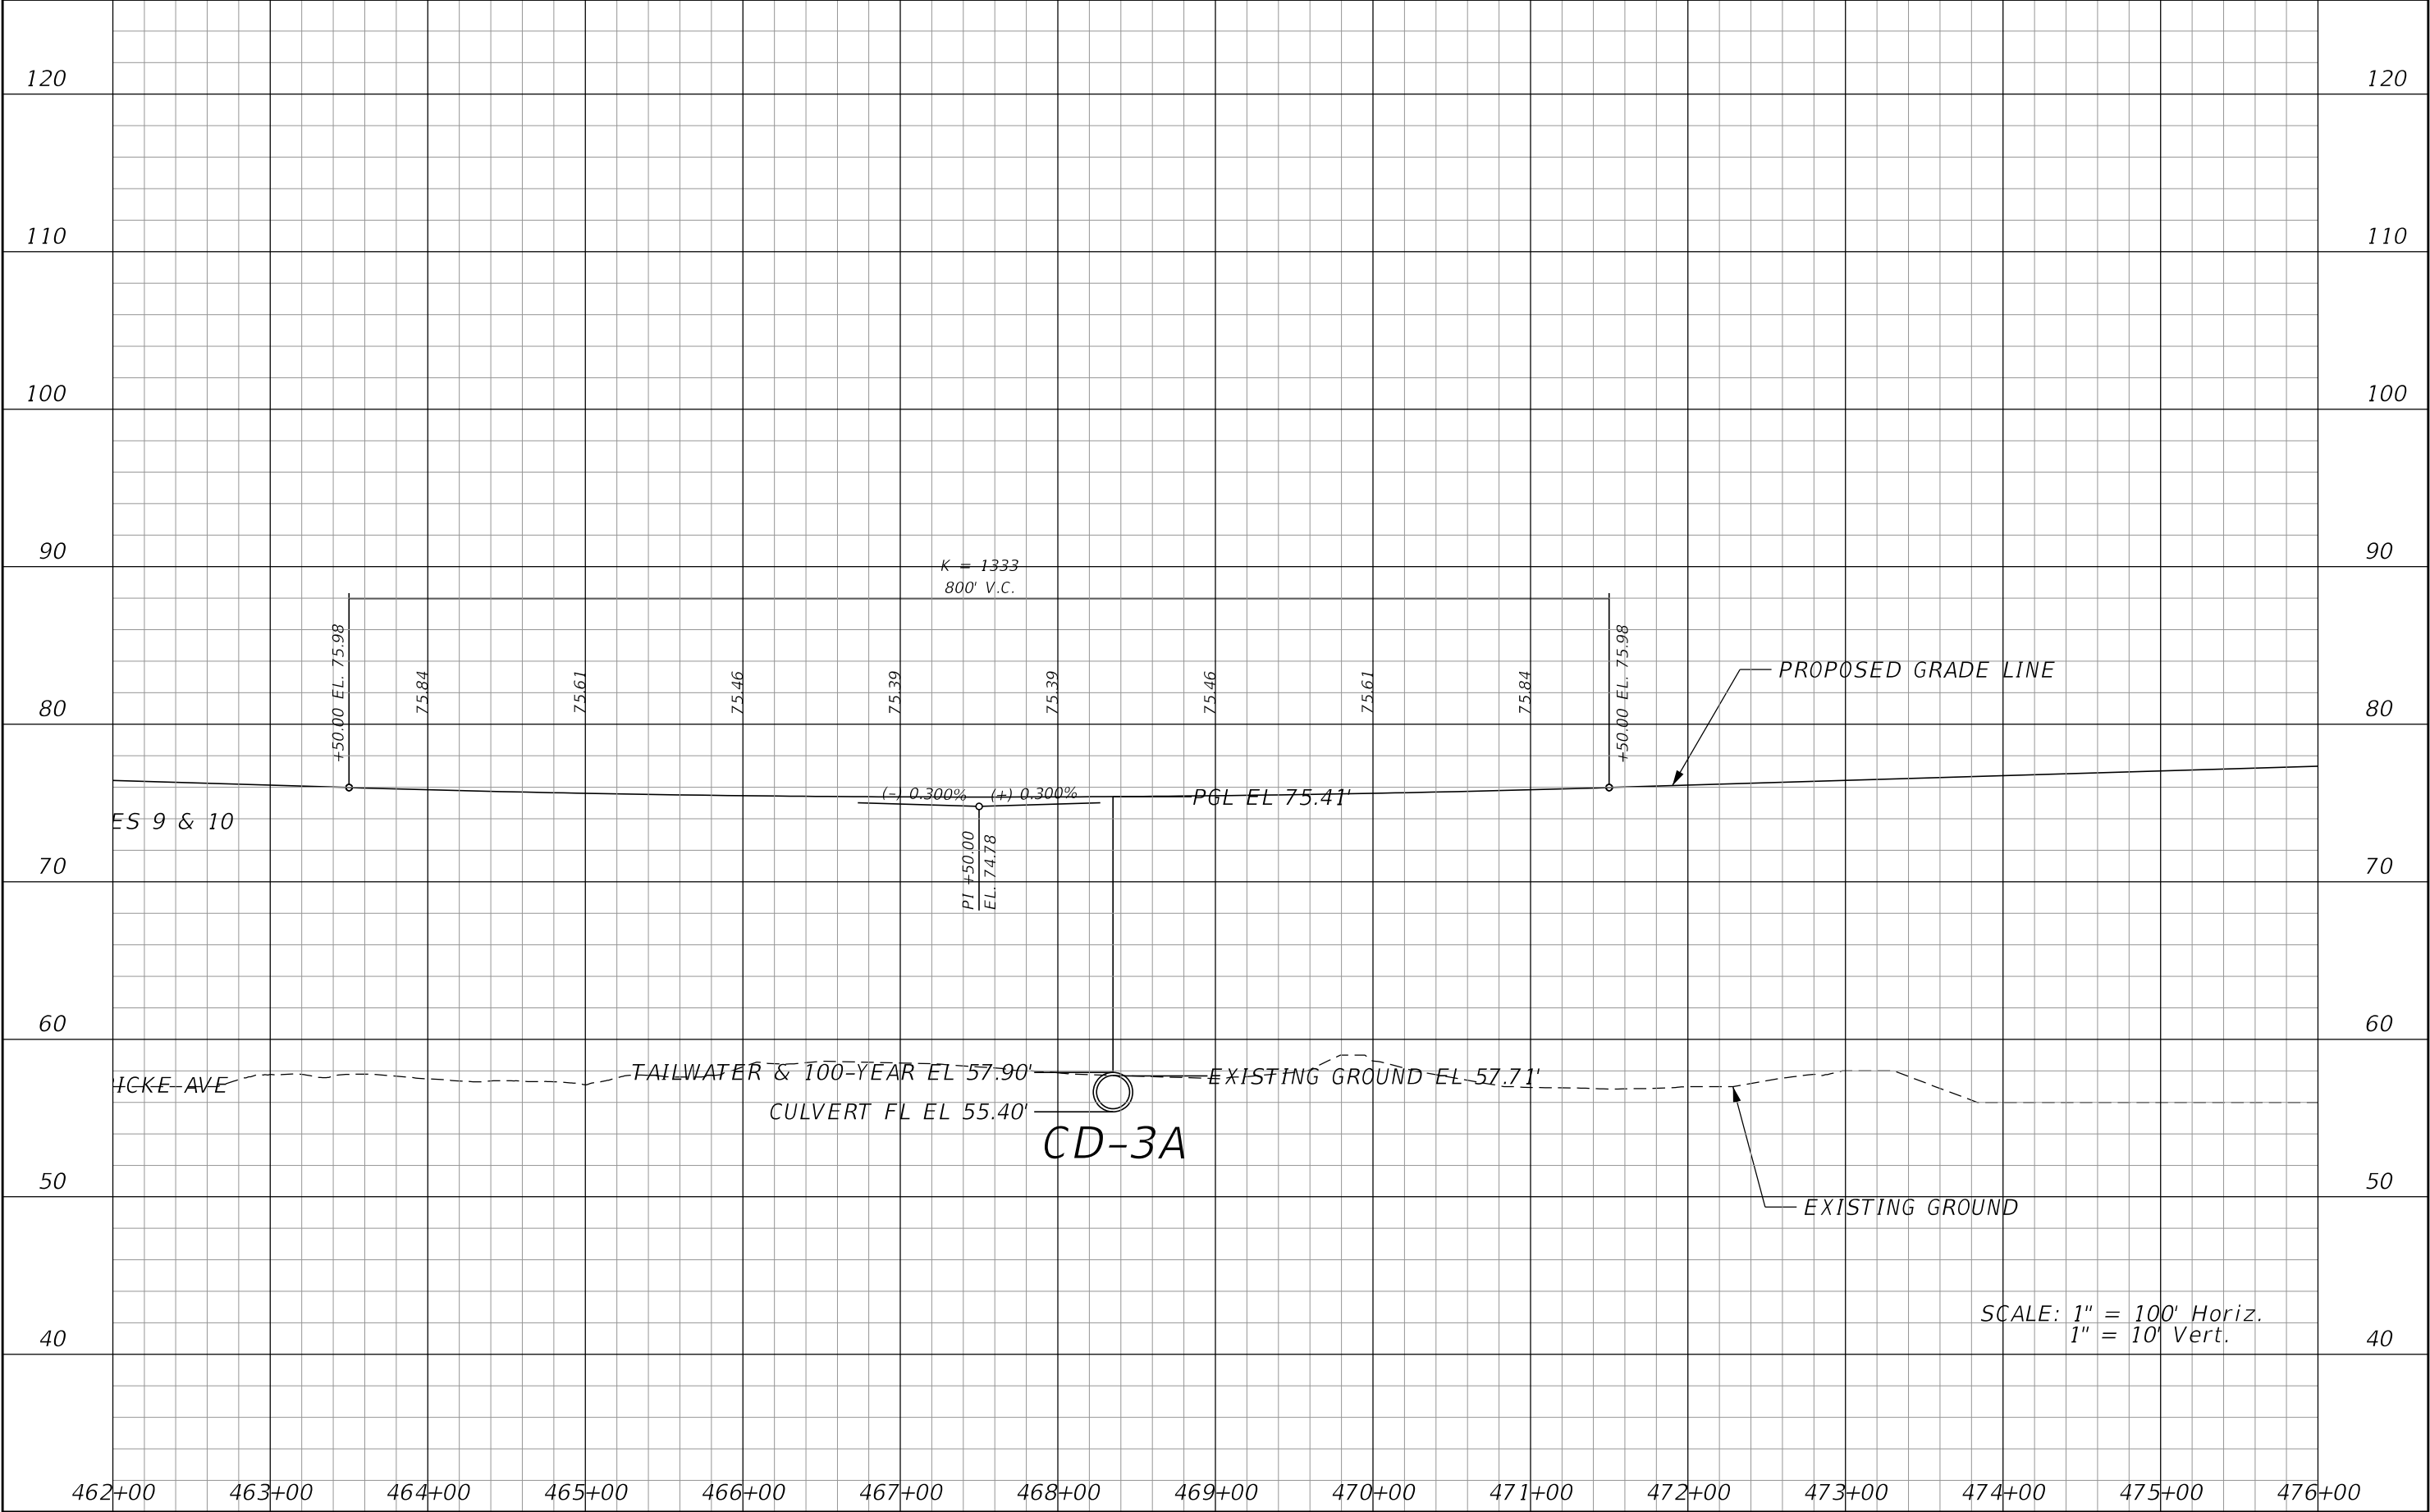 120 120
110 110
100 100
90 90
K = 1333
800' V.C.
+50.00 EL. 75.98
75.84
75.61
75.46
75.39
75.39
75.46
75.61
75.84
+50.00 EL. 75.98
PROPOSED GRADE LINE
80 80
(-) 0.300% (+) 0.300%
PGL EL 75.41'
ES 9 & 10
PI +50.00
EL. 74.78
70 70
60 60
TAILWATER & 100-YEAR EL 57.90'
EXISTING GROUND EL 57.71'
ICKE AVE
CULVERT FL EL 55.40'
CD-3A
50 50
EXISTING GROUND
SCALE: 1" = 100' Horiz.
1" = 10' Vert.
40 40
462+00 463+00 464+00 465+00 466+00 467+00 468+00 469+00 470+00 471+00 472+00 473+00 474+00 475+00 476+00